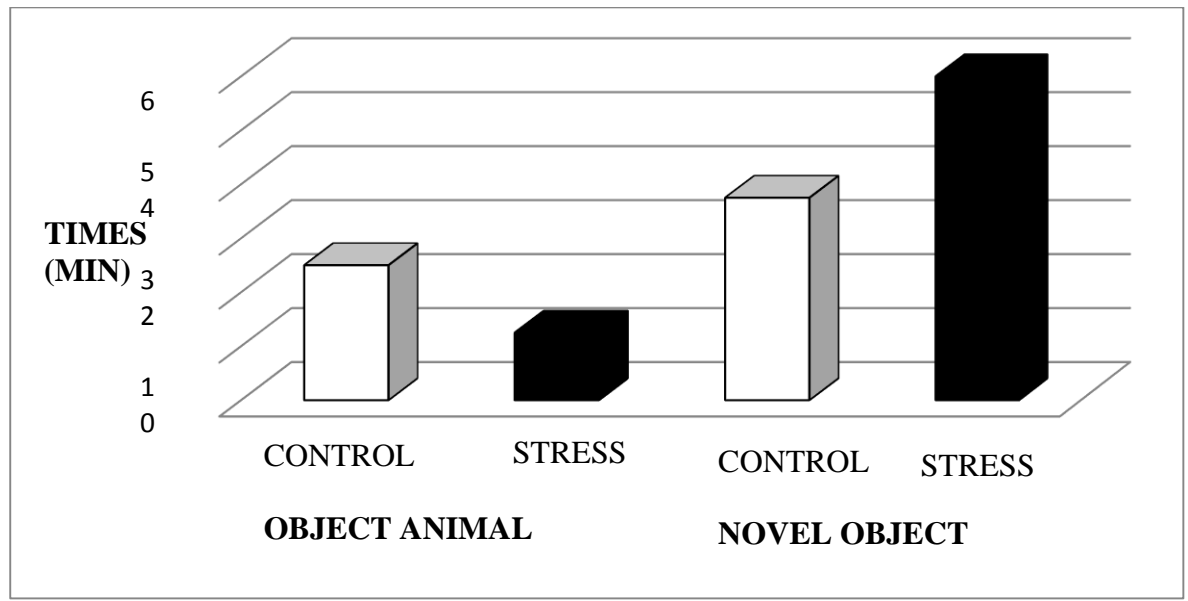 6
5
4
TIMES
(MIN)
3
2
1
0
CONTROL
STRESS
CONTROL
STRESS
OBJECT ANIMAL
NOVEL OBJECT